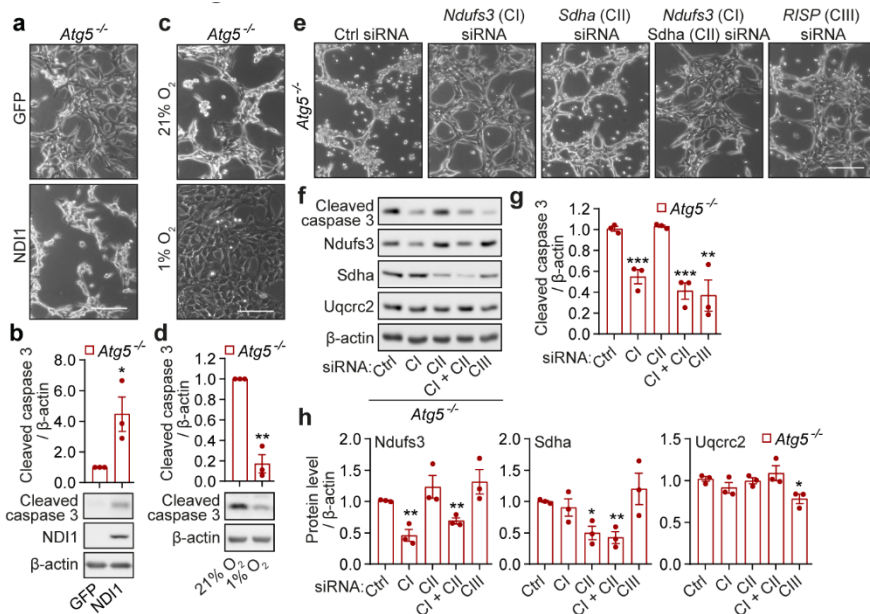 a
Atg5⁻/⁻
GFP
NDI1
b
Atg5⁻/⁻
Cleaved caspase 3
/ β-actin
8.0
6.0
4.0
2.0
0
*
Cleaved
caspase 3
NDI1
β-actin
GFP
NDI1
c
Atg5⁻/⁻
21% O₂
1% O₂
d
Atg5⁻/⁻
Cleaved caspase 3
/ β-actin
1.0
0.8
0.6
0.4
0.2
0
**
Cleaved
caspase 3
β-actin
21% O₂
1% O₂
e
Ctrl siRNA
Ndufs3 (CI)
siRNA
Sdha (CII)
siRNA
Ndufs3 (CI)
Sdha (CII) siRNA
RISP (CIII)
siRNA
Atg5⁻/⁻
f
Cleaved
caspase 3
Ndufs3
Sdha
Uqcrc2
β-actin
siRNA:
Ctrl
CI
CII
CI + CII
CIII
Atg5⁻/⁻
g
Atg5⁻/⁻
Cleaved caspase 3
/ β-actin
1.2
1.0
0.8
0.6
0.4
0.2
0.0
***
***
**
siRNA:
Ctrl
CI
CII
CI + CII
CIII
h
Protein level
/ β-actin
Ndufs3
2.0
1.5
1.0
0.5
0
**
**
siRNA:
Ctrl
CI
CII
CI + CII
CIII
Sdha
2.0
1.5
1.0
0.5
0
*
**
Ctrl
CI
CII
CI + CII
CIII
Uqcrc2
Atg5⁻/⁻
1.5
1.0
0.5
0.0
*
Ctrl
CI
CII
CI + CII
CIII